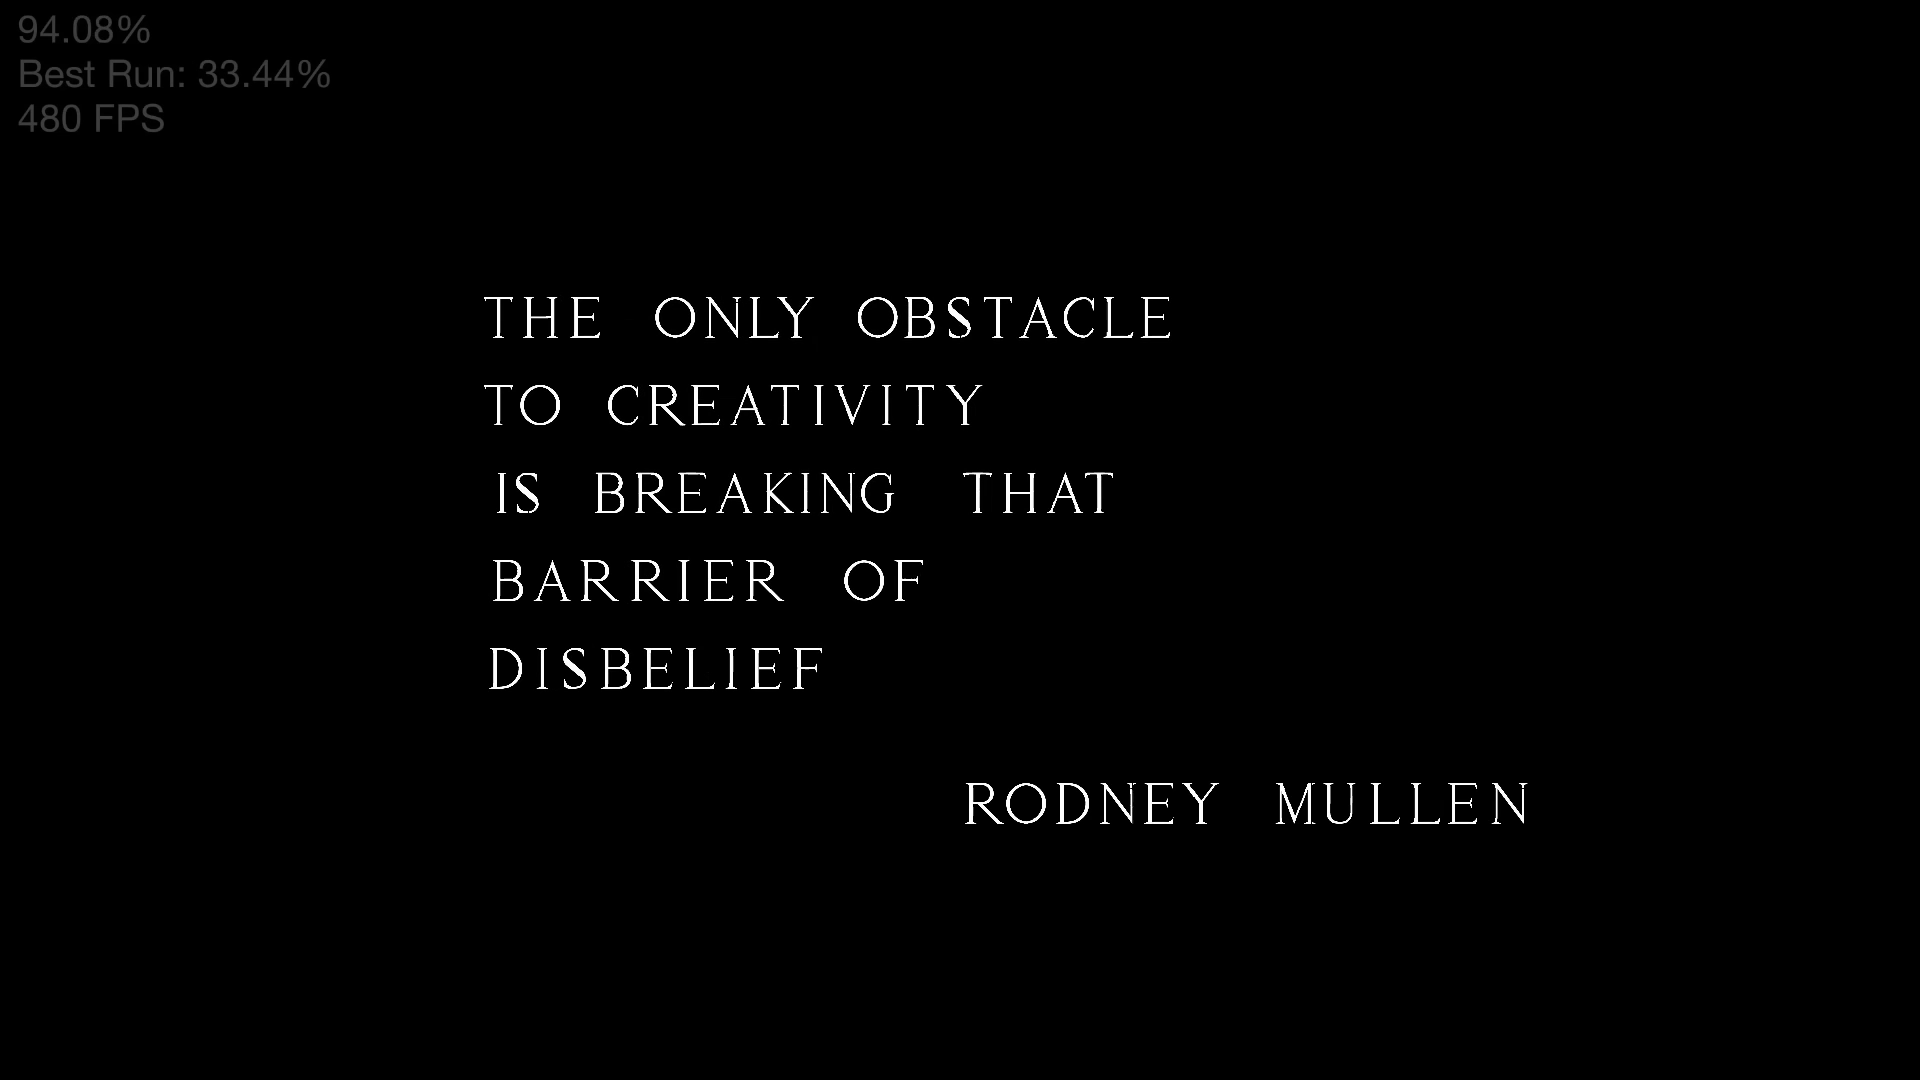 94.08%
Best Run: 33.44%
480 FPS
THE ONLY OBSTACLE
TO CREATIVITY
IS BREAKING THAT
BARRIER OF
DISBELIEF
RODNEY MULLEN